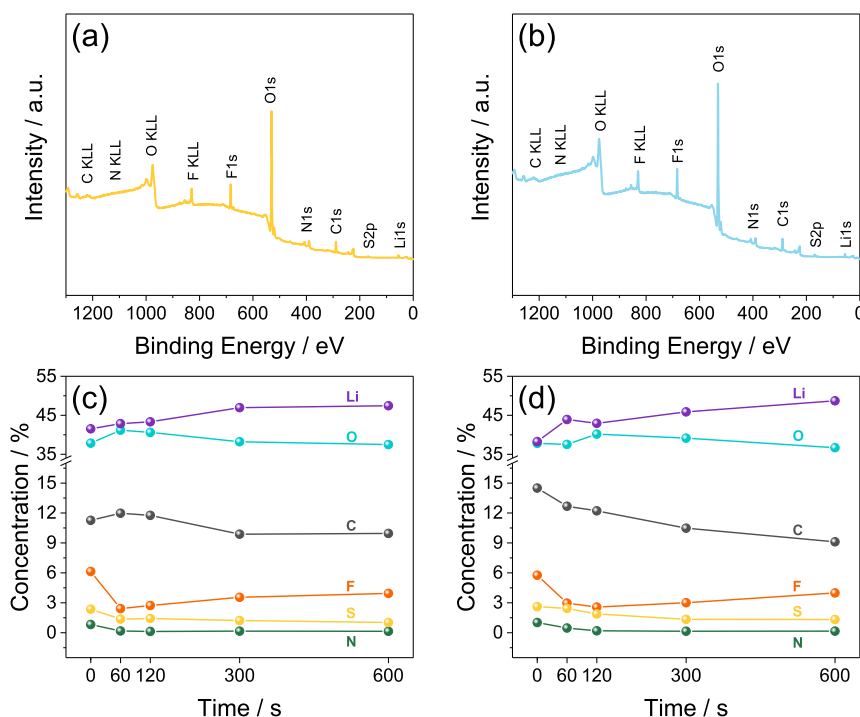 (a)
Intensity / a.u.
C KLL
N KLL
O KLL
F KLL
F1s
O1s
N1s
C1s
S2p
Li1s
1200 1000 800 600 400 200 0
Binding Energy / eV
(b)
Intensity / a.u.
C KLL
N KLL
O KLL
F KLL
F1s
O1s
N1s
C1s
S2p
Li1s
1200 1000 800 600 400 200 0
Binding Energy / eV
(c)
Concentration / %
55
45
35
15
12
9
6
3
0
Li
O
C
F
S
N
0 60 120 300 600
Time / s
(d)
Concentration / %
55
45
35
15
12
9
6
3
0
Li
O
C
F
S
N
0 60 120 300 600
Time / s